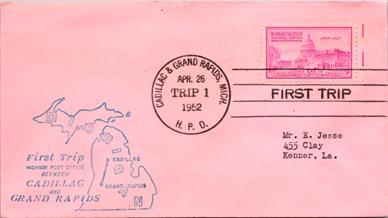 WASHINGTON
CADILLAC & GRAND RAPIDS, MICH.
APR. 26
TRIP 1
1952
H. P. O.
FIRST TRIP
Mr. E. Jesse
455 Clay
Kenner, La.
First Trip
HIGHWAY POST OFFICE
BETWEEN
CADILLAC
AND
GRAND RAPIDS
CADILLAC
GRAND RAPIDS